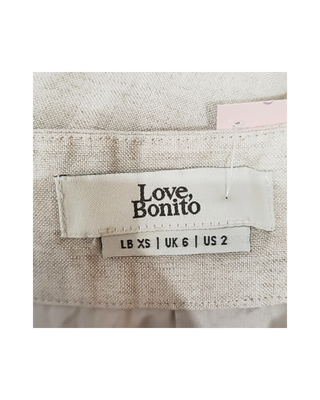 Love,
Bonito
LB XS | UK 6 | US 2